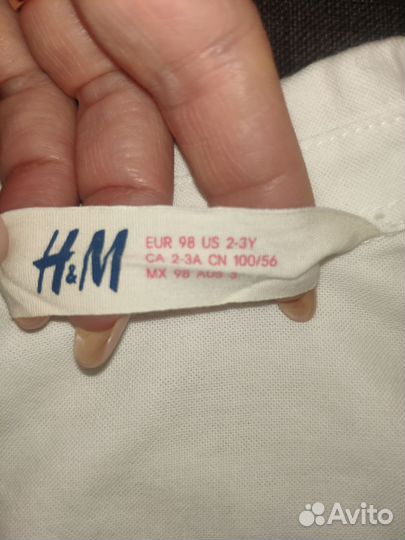 H&M
EUR 98 US 2-3Y
CA 2-3A CN 100/56
MX 98 AUS 3
Avito